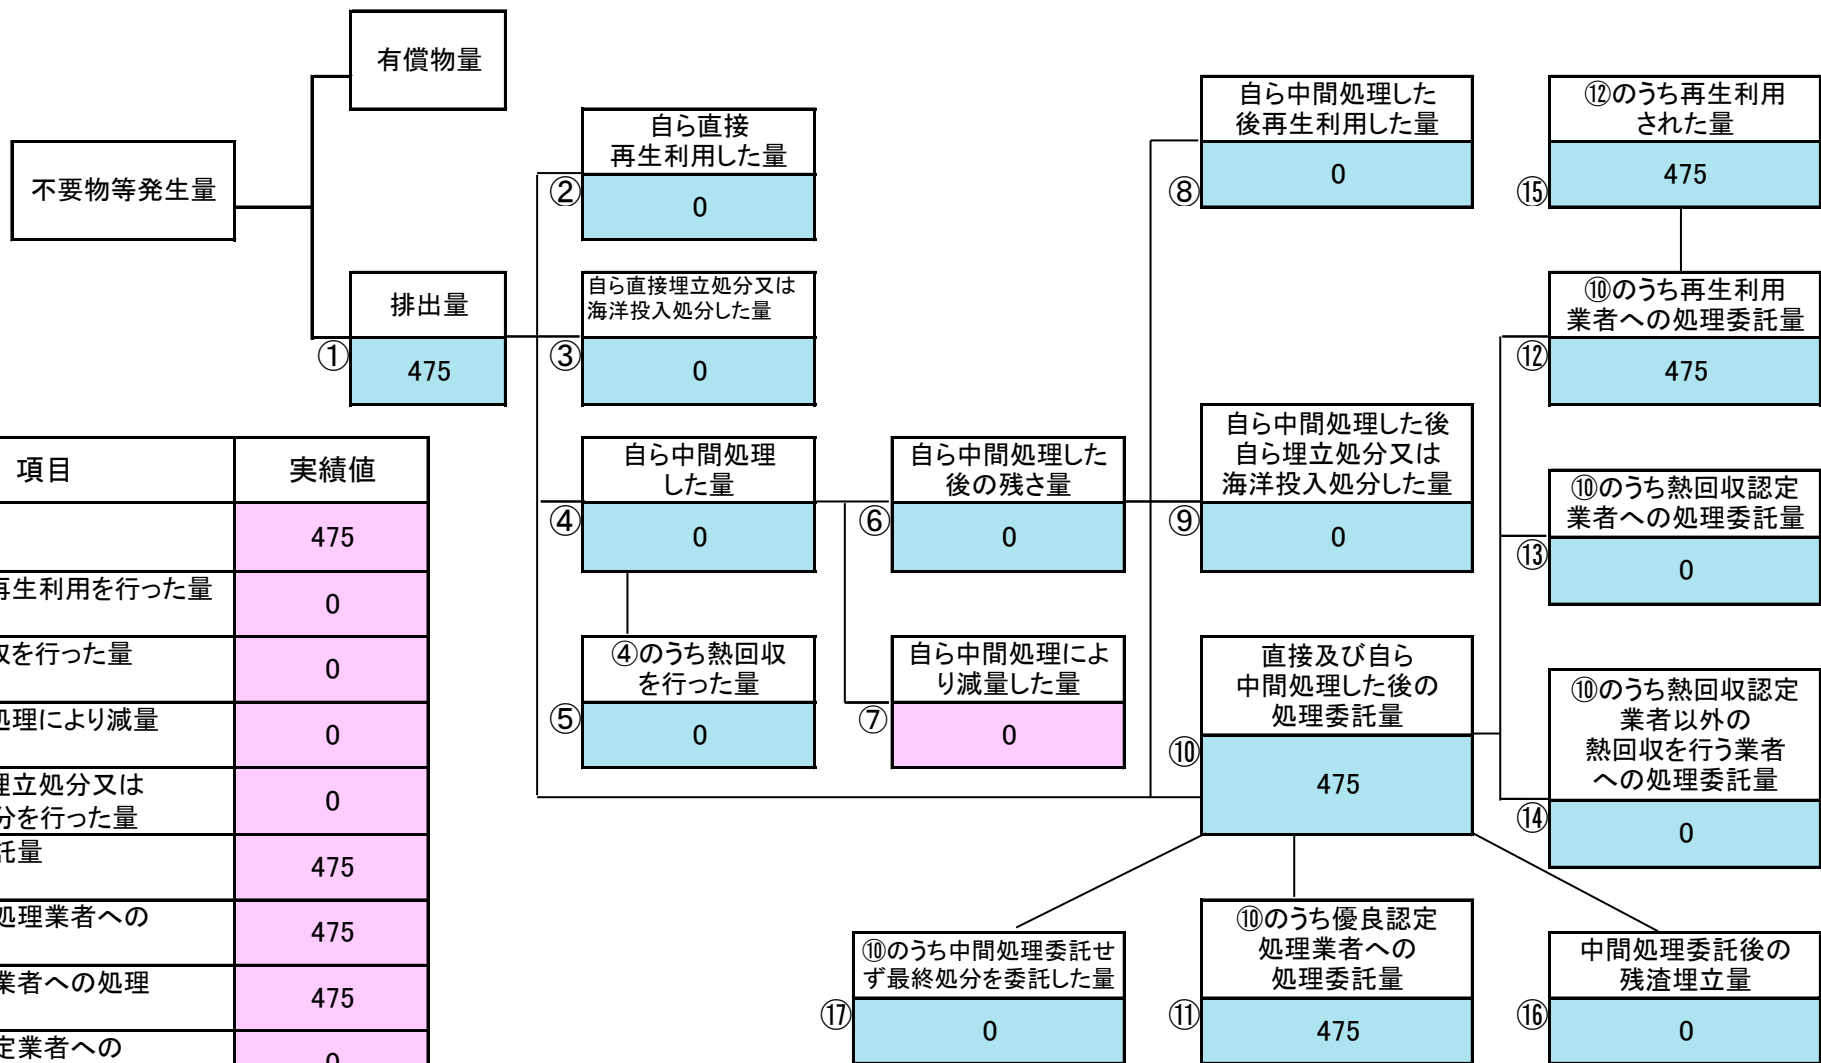 有償物量
不要物等発生量
排出量
①
475
自ら直接
再生利用した量
②
0
自ら直接埋立処分又は
海洋投入処分した量
③
0
自ら中間処理
した量
④
0
④のうち熱回収
を行った量
⑤
0
自ら中間処理した
後の残さ量
⑥
0
自ら中間処理によ
り減量した量
⑦
0
自ら中間処理した
後再生利用した量
⑧
0
自ら中間処理した後
自ら埋立処分又は
海洋投入処分した量
⑨
0
直接及び自ら
中間処理した後の
処理委託量
⑩
475
⑫のうち再生利用
された量
⑮
475
⑩のうち再生利用
業者への処理委託量
⑫
475
⑩のうち熱回収認定
業者への処理委託量
⑬
0
⑩のうち熱回収認定
業者以外の
熱回収を行う業者
への処理委託量
⑭
0
⑩のうち中間処理委託せ
ず最終処分を委託した量
⑰
0
⑩のうち優良認定
処理業者への
処理委託量
⑪
475
中間処理委託後の
残渣埋立量
⑯
0
項目 実績値
475
再生利用を行った量 0
収を行った量 0
処理により減量 0
埋立処分又は
分を行った量 0
託量 475
処理業者への 475
業者への処理 475
定業者への 0